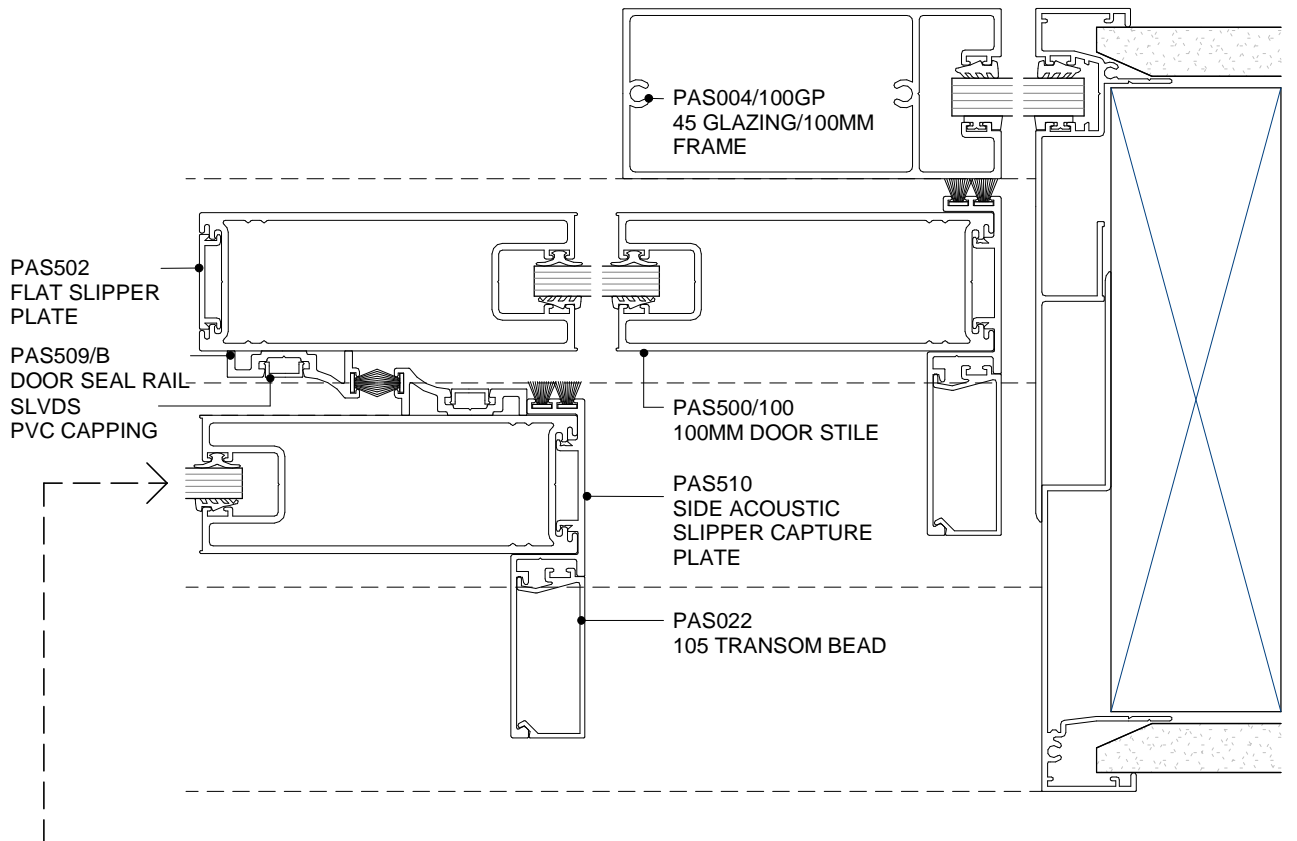 PAS004/100GP
45 GLAZING/100MM
FRAME
PAS502
FLAT SLIPPER
PLATE
PAS509/B
DOOR SEAL RAIL
SLVDS
PVC CAPPING
PAS500/100
100MM DOOR STILE
PAS510
SIDE ACOUSTIC
SLIPPER CAPTURE
PLATE
PAS022
105 TRANSOM BEAD